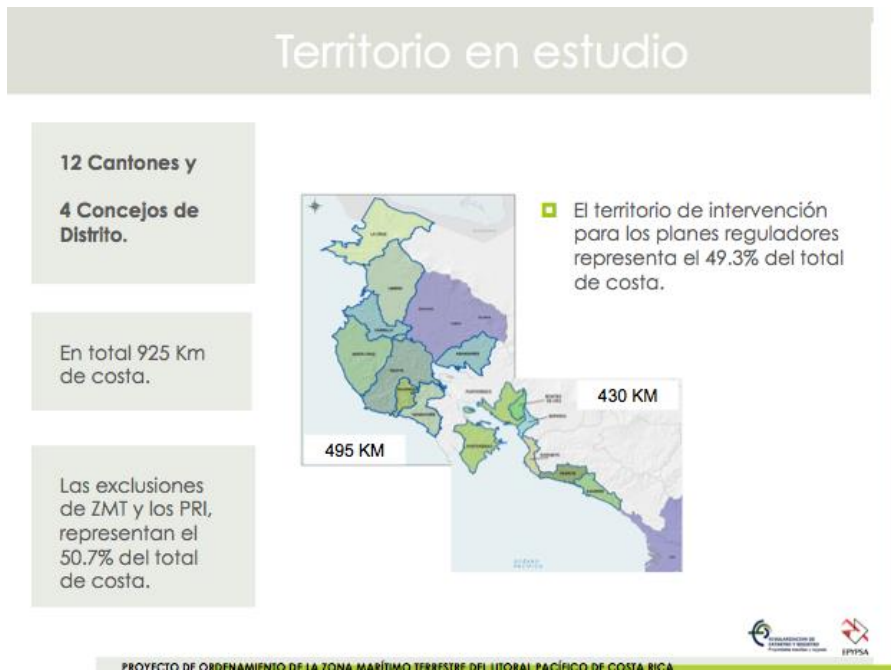 Territorio en estudio
12 Cantones y
4 Concejos de
Distrito.
En total 925 Km
de costa.
Las exclusiones
de ZMT y los PRI,
representan el
50.7% del total
de costa.
LA CRUZ
495 KM
430 KM
El territorio de intervención
para los planes reguladores
representa el 49.3% del total
de costa.
EPYPSA
PROYECTO DE ORDENAMIENTO DE LA ZONA MARÍTIMO TERRESTRE DEL LITORAL PACÍFICO DE COSTA RICA